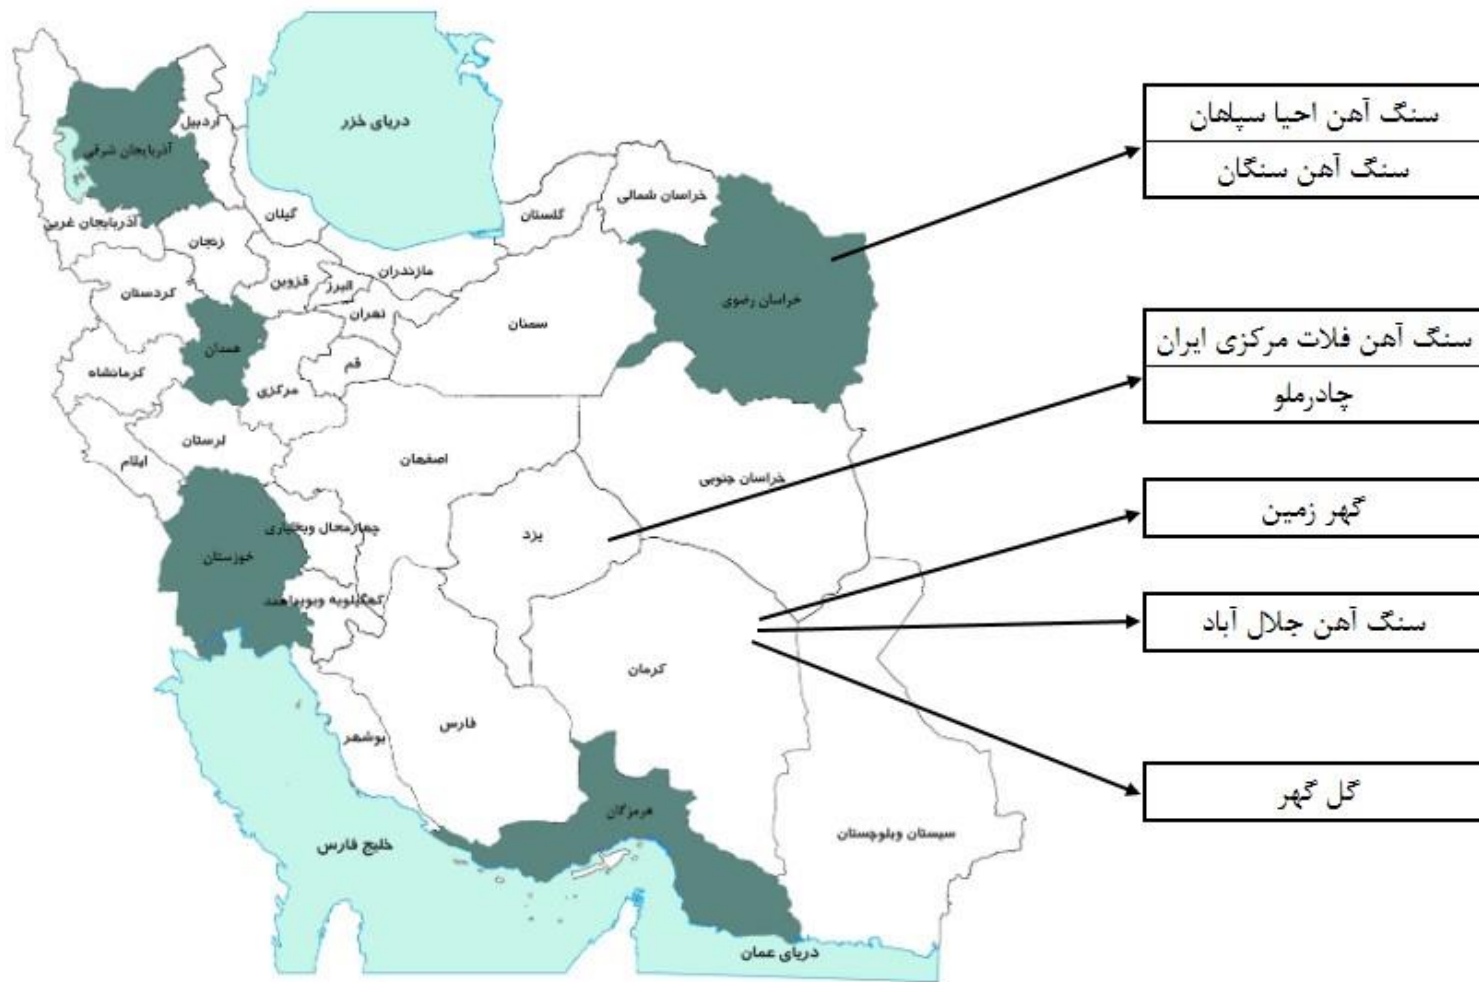 دریای خزر
اردبیل
آذربایجان شرقی
آذربایجان غربی
گیلان
زنجان
گلستان
خراسان شمالی
مازندران
قزوین
البرز
تهران
کردستان
سمنان
خراسان رضوی
همدان
قم
مرکزی
کرمانشاه
لرستان
ایلام
اصفهان
خراسان جنوبی
چهارمحال وبختیاری
یزد
خوزستان
کهگیلویه وبویراهمد
کرمان
فارس
بوشهر
هرمزگان
سیستان وبلوچستان
خلیج فارس
دریای عمان
سنگ آهن احیا سپاهان
سنگ آهن سنگان
سنگ آهن فلات مرکزی ایران
چادرملو
گهر زمین
سنگ آهن جلال آباد
گل گهر